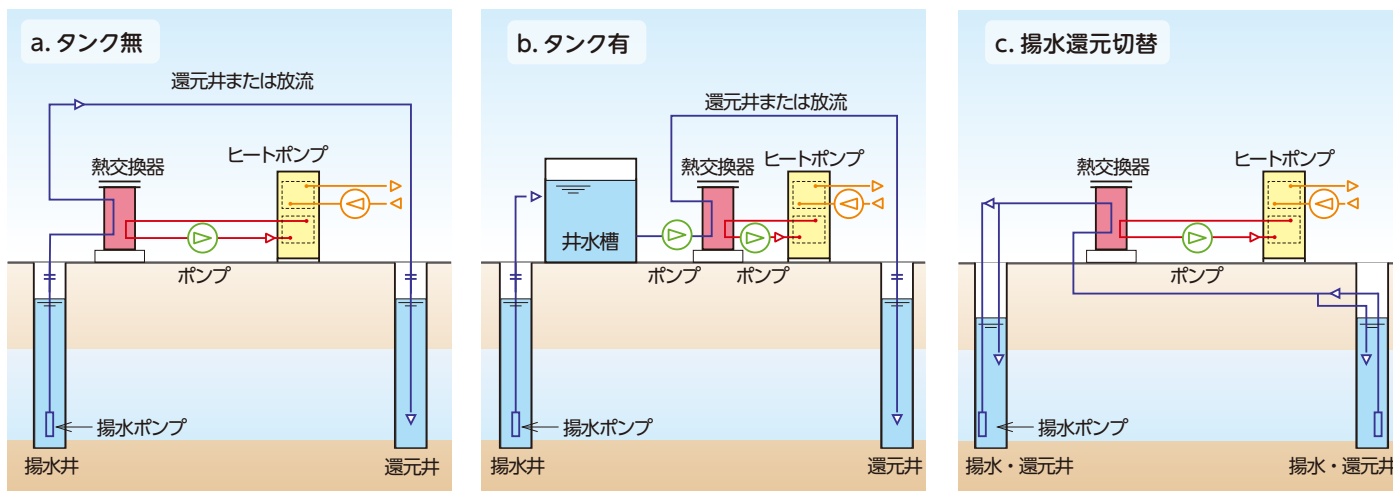 a. タンク無
還元井または放流
熱交換器
ヒートポンプ
ポンプ
揚水ポンプ
揚水井
還元井
b. タンク有
還元井または放流
熱交換器
ヒートポンプ
井水槽
ポンプ
ポンプ
揚水ポンプ
揚水井
還元井
c. 揚水還元切替
熱交換器
ヒートポンプ
ポンプ
揚水ポンプ
揚水・還元井
揚水・還元井